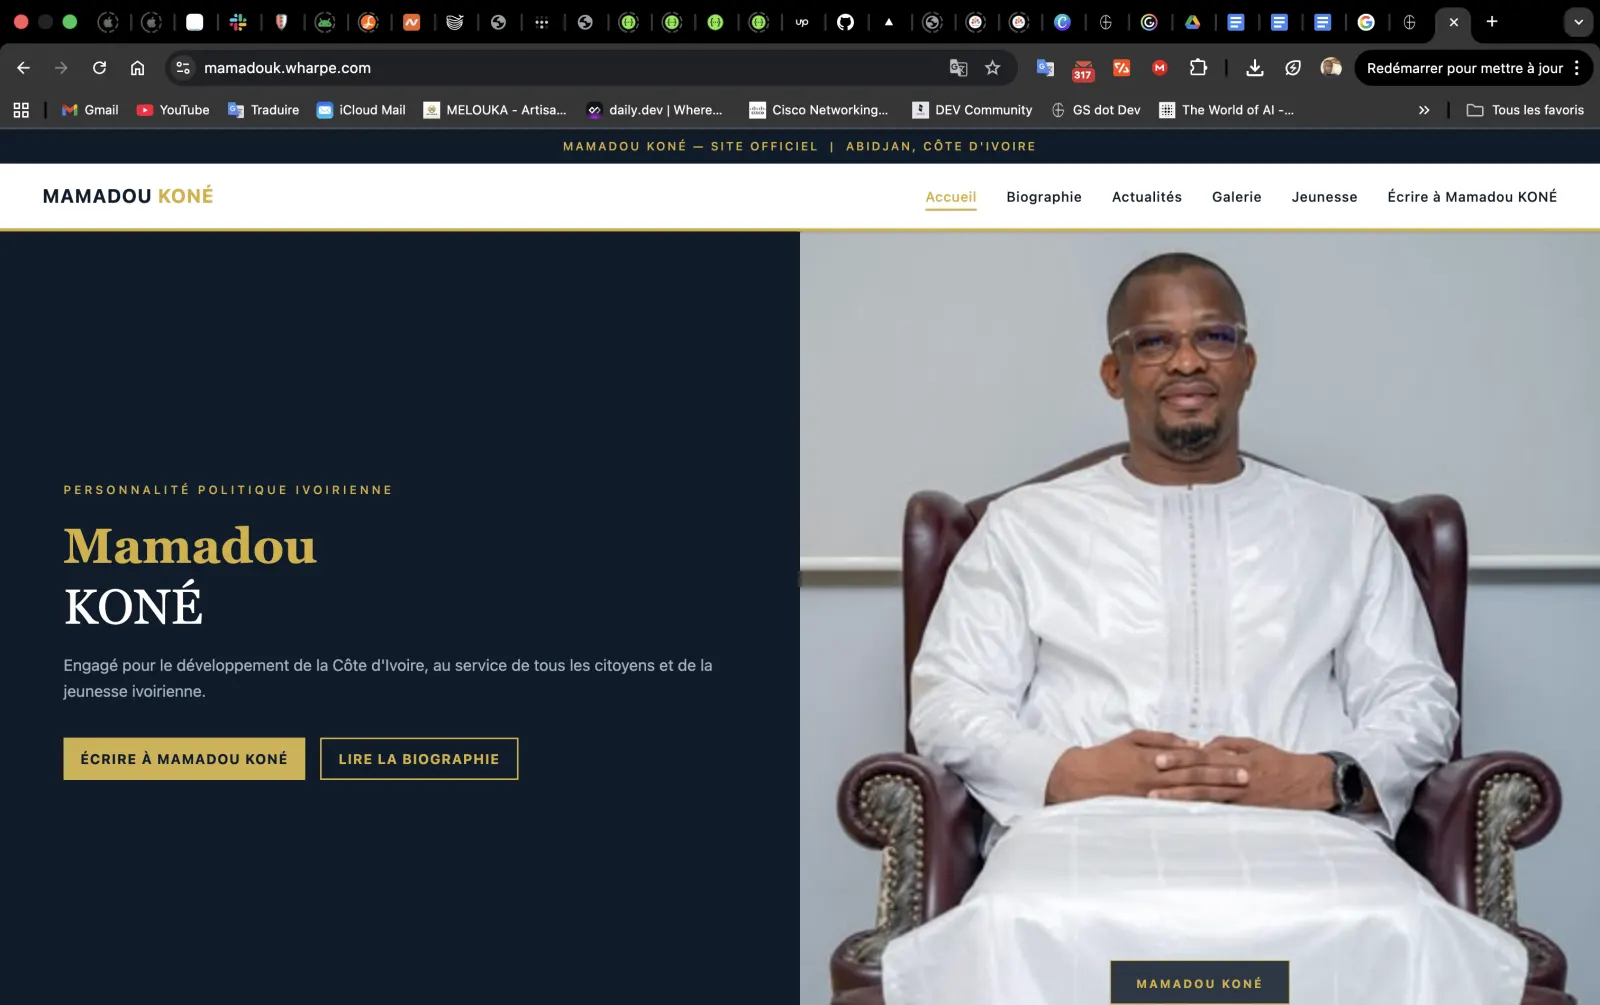 up
mamadouk.wharpe.com
317
Redémarrer pour mettre à jour
Gmail
YouTube
Traduire
iCloud Mail
MELOUKA - Artisa...
daily.dev | Where...
Cisco Networking...
DEV Community
GS dot Dev
The World of AI -...
Tous les favoris
MAMADOU KONÉ — SITE OFFICIEL | ABIDJAN, CÔTE D'IVOIRE
MAMADOU KONÉ
Accueil
Biographie
Actualités
Galerie
Jeunesse
Écrire à Mamadou KONÉ
PERSONNALITÉ POLITIQUE IVOIRIENNE
Mamadou
KONÉ
Engagé pour le développement de la Côte d'Ivoire, au service de tous les citoyens et de la
jeunesse ivoirienne.
ÉCRIRE À MAMADOU KONÉ
LIRE LA BIOGRAPHIE
MAMADOU KONÉ